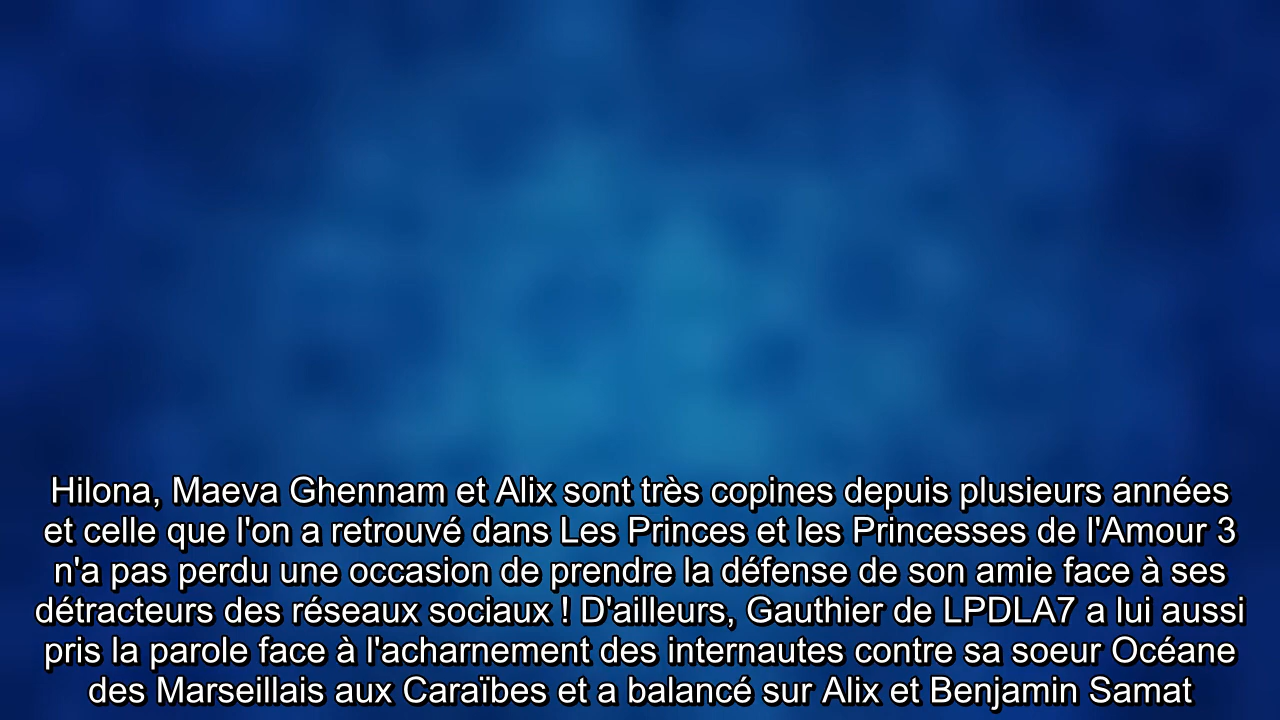 Hilona, Maeva Ghennam et Alix sont très copines depuis plusieurs années
et celle que l'on a retrouvé dans Les Princes et les Princesses de l'Amour 3
n'a pas perdu une occasion de prendre la défense de son amie face à ses
détracteurs des réseaux sociaux ! D'ailleurs, Gauthier de LPDLA7 a lui aussi
pris la parole face à l'acharnement des internautes contre sa soeur Océane
des Marseillais aux Caraïbes et a balancé sur Alix et Benjamin Samat